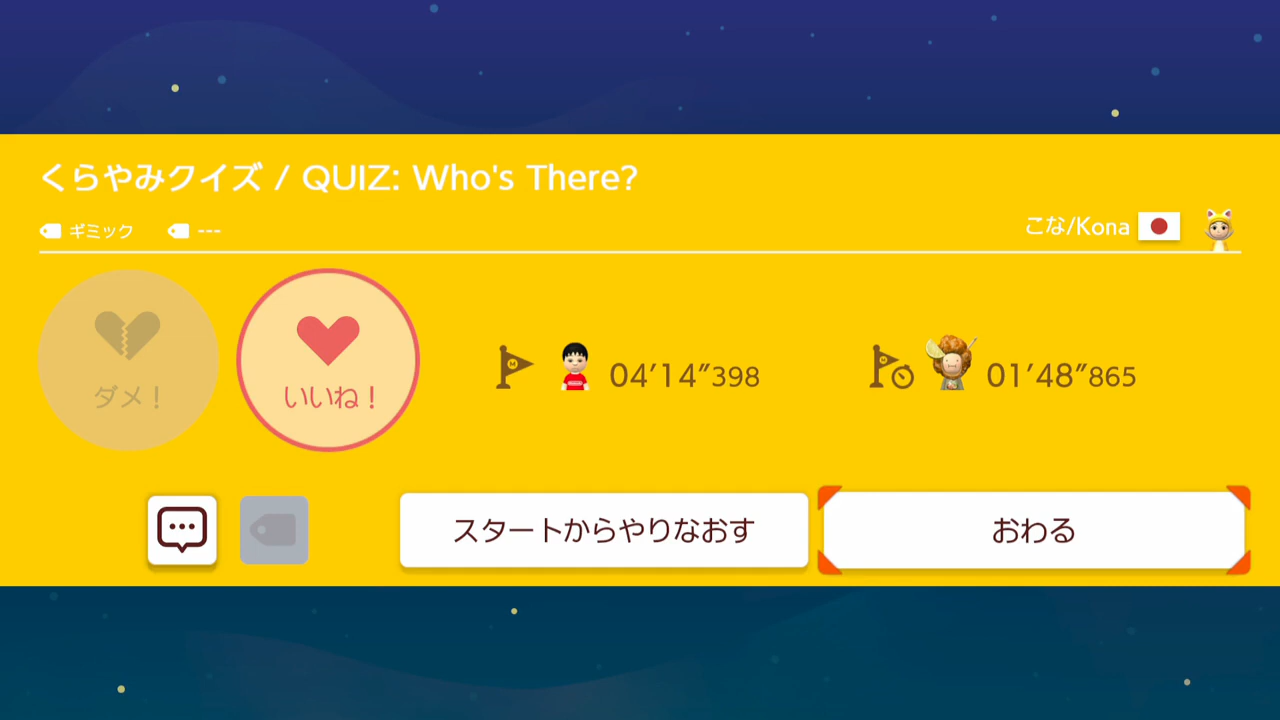 くらやみクイズ / QUIZ: Who's There?
ギミック ---
こな/Kona
ダメ！
いいね！
04′14″398
01′48″865
スタートからやりなおす
おわる